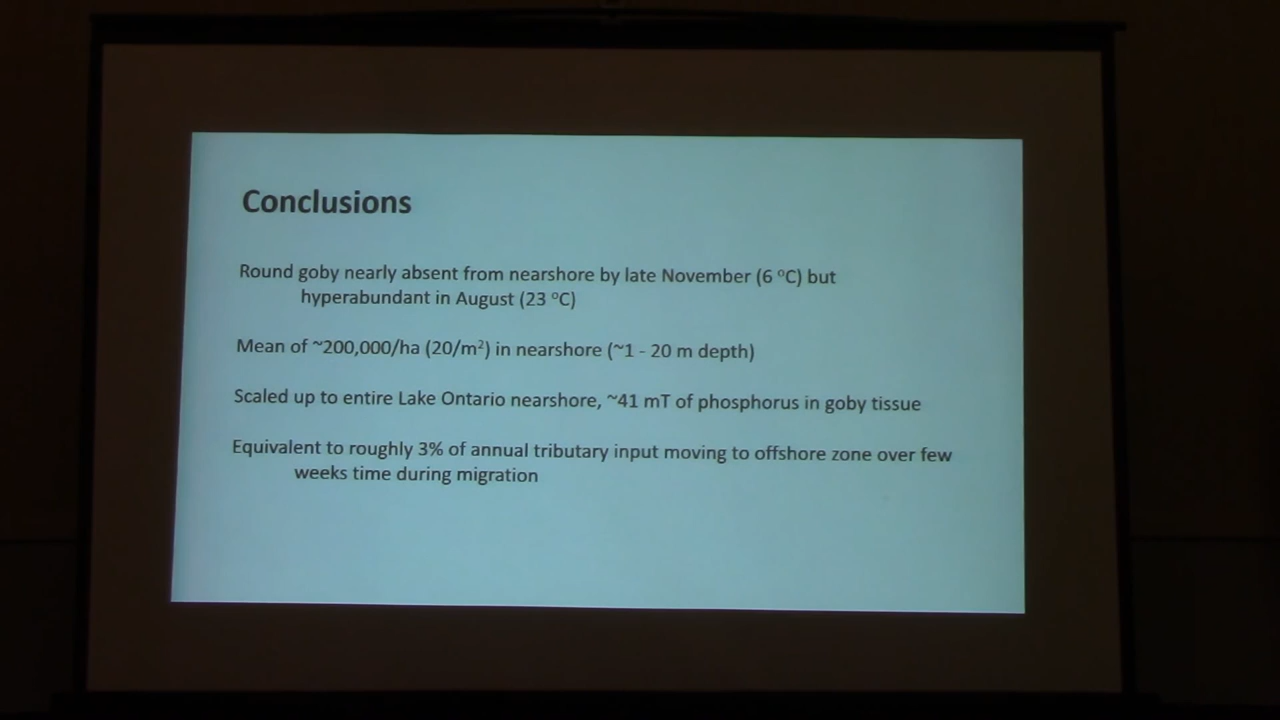 Conclusions
Round goby nearly absent from nearshore by late November (6 ⁰C) but
hyperabundant in August (23 ⁰C)
Mean of ~200,000/ha (20/m²) in nearshore (~1 - 20 m depth)
Scaled up to entire Lake Ontario nearshore, ~41 mT of phosphorus in goby tissue
Equivalent to roughly 3% of annual tributary input moving to offshore zone over few
weeks time during migration